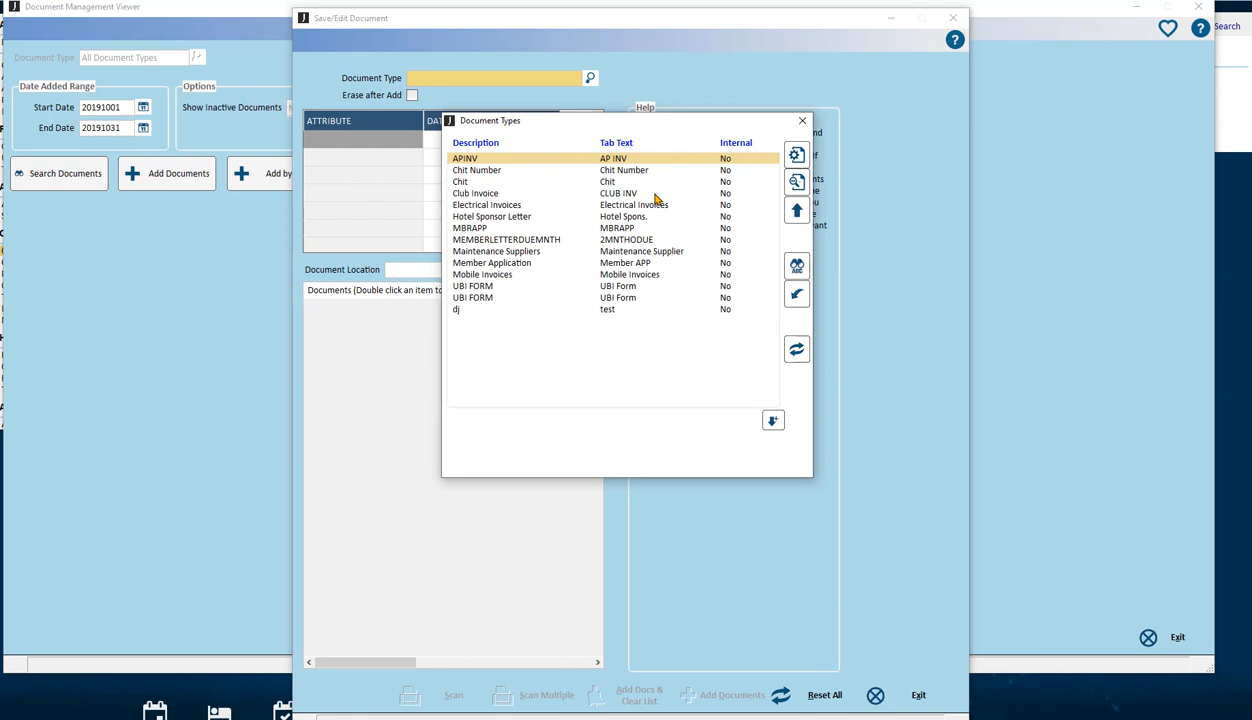 Document Management Viewer
Save/Edit Document
Search
Document Type All Document Types
Date Added Range
Options
Start Date 20191001
Show Inactive Documents
End Date 20191031
Search Documents
Add Documents
Add by
Document Type
Erase after Add
ATTRIBUTE
DAT
Help
Document Types
Description Tab Text Internal
APINV AP INV No
Chit Number Chit Number No
Chit Chit No
Club Invoice CLUB INV No
Electrical Invoices Electrical Invoices No
Hotel Sponsor Letter Hotel Spons. No
MBRAPP MBRAPP No
MEMBERLETTERDUEMNTH 2MNTHODUE No
Maintenance Suppliers Maintenance Supplier No
Member Application Member APP No
Mobile Invoices Mobile Invoices No
UBI FORM UBI Form No
UBI FORM UBI Form No
dj test No
Document Location
Documents (Double click an item to
Exit
Scan
Scan Multiple
Add Docs &
Clear List
Add Documents
Reset All
Exit